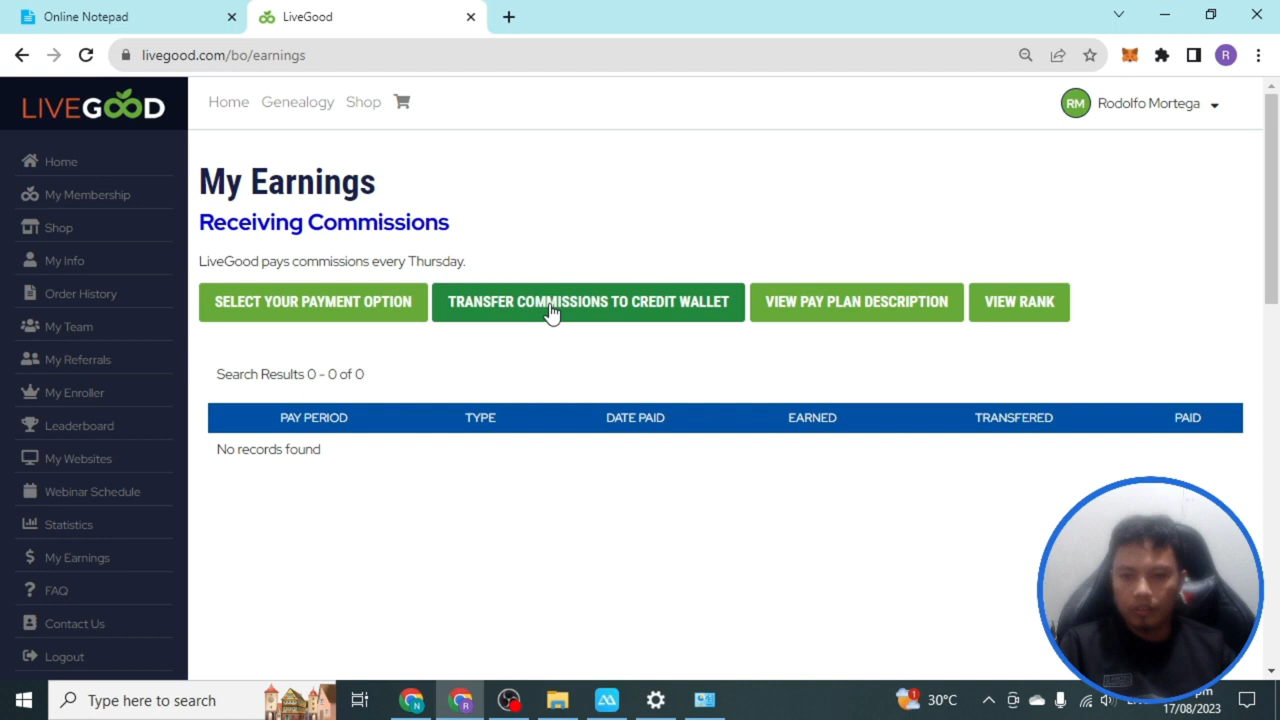 Online Notepad
LiveGood
livegood.com/bo/earnings
R
LIVEGOOD
Home Genealogy Shop
RM Rodolfo Mortega
Home
My Membership
Shop
My Info
Order History
My Team
My Referrals
My Enroller
Leaderboard
My Websites
Webinar Schedule
Statistics
My Earnings
FAQ
Contact Us
Logout
My Earnings
Receiving Commissions
LiveGood pays commissions every Thursday.
SELECT YOUR PAYMENT OPTION TRANSFER COMMISSIONS TO CREDIT WALLET VIEW PAY PLAN DESCRIPTION VIEW RANK
Search Results 0 - 0 of 0
PAY PERIOD TYPE DATE PAID EARNED TRANSFERED PAID
No records found
Type here to search
N
R
1
30°C
pm
17/08/2023